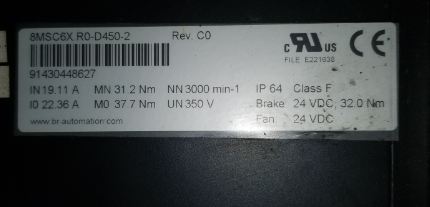 8MSC6X.R0-D450-2 Rev. C0
c RU US CE
FILE E221938
91430448627
IN 19.11 A MN 31.2 Nm NN 3000 min-1 IP 64 Class F
I0 22.36 A M0 37.7 Nm UN 350 V Brake 24 VDC, 32.0 Nm
www.br-automation.com Fan 24 VDC